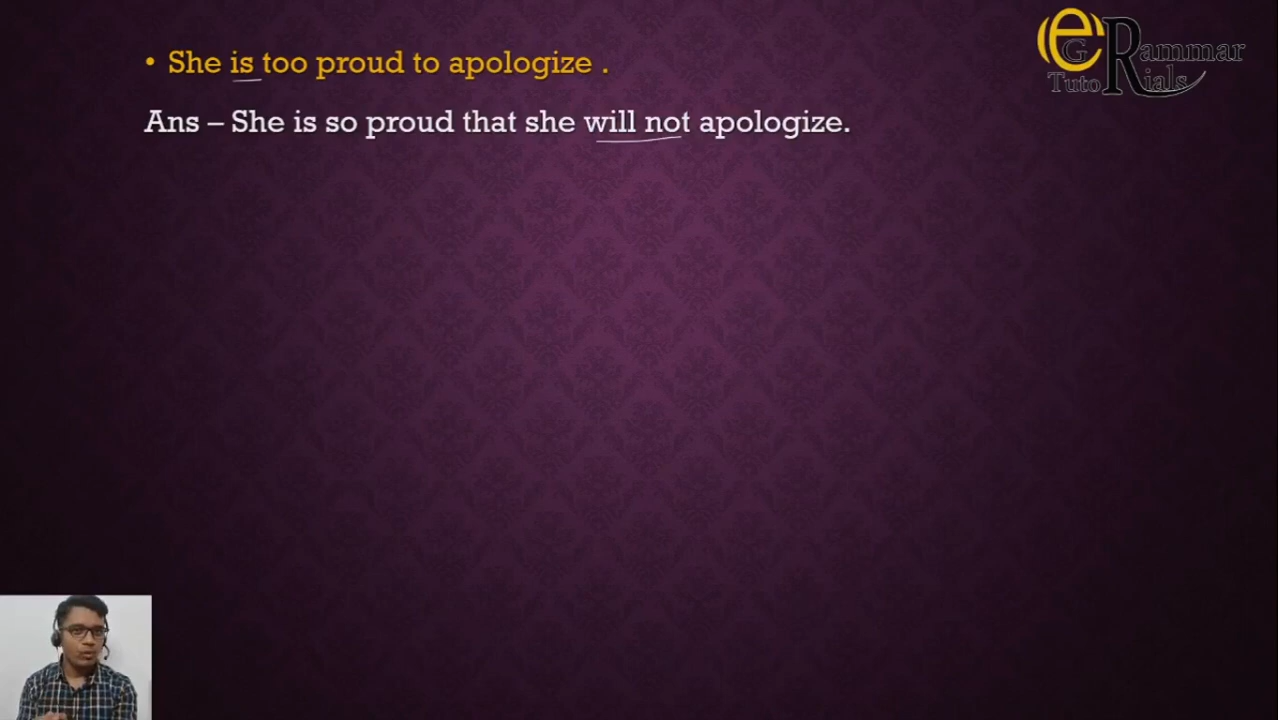 • She is too proud to apologize .
Ans – She is so proud that she will not apologize.
eGRammar
TutoRials